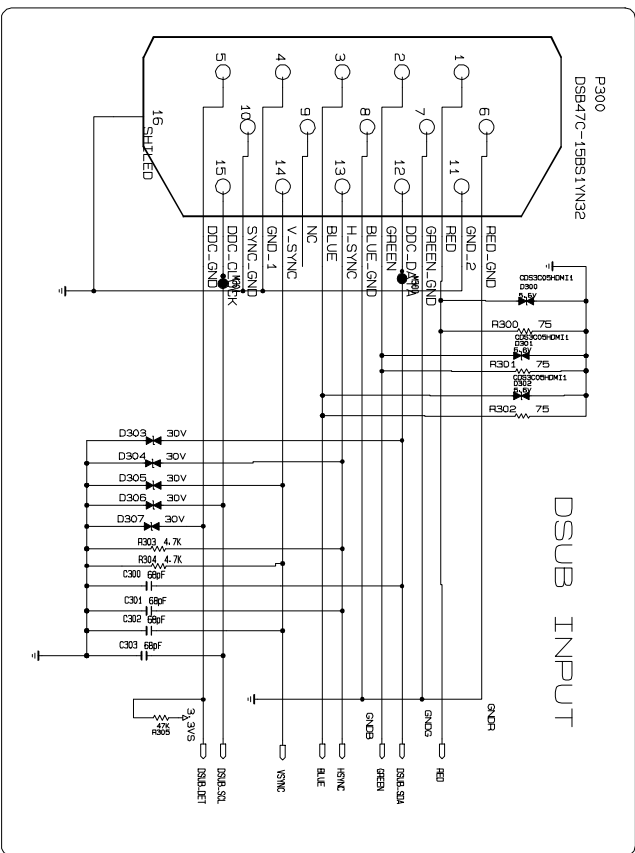 P300
DSB47C-15BS1YN32
5
4
3
2
1
10
9
8
7
6
15
14
13
12
11
16
SHILED
DDC_GND
DDC_CLOCK
SYNC_GND
GND_1
V_SYNC
NC
BLUE
H_SYNC
BLUE_GND
GREEN
DDC_DATA
GREEN_GND
RED
GND_2
RED_GND
CDS3C05HDMI1
D300
5.6V
R300 75
CDS3C05HDMI1
D301
5.6V
R301 75
CDS3C05HDMI1
D302
5.6V
R302 75
D303 30V
D304 30V
D305 30V
D306 30V
D307 30V
R303 4.7K
R304 4.7K
C300 68pF
C301 68pF
C302 68pF
C303 68pF
DSUB INPUT
3.3VS
47K
R305
GNDB
GNDG
GNDR
DSUB_DET
DSUB_SCL
VSYNC
BLUE
HSYNC
GREEN
DSUB_SDA
RED